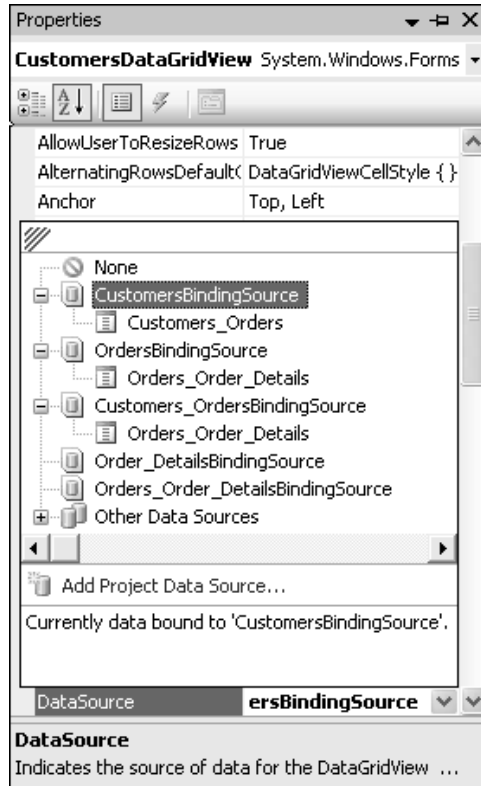 Properties
CustomersDataGridView System.Windows.Forms
AllowUserToResizeRows True
AlternatingRowsDefault( DataGridViewCellStyle { }
Anchor Top, Left
None
CustomersBindingSource
Customers_Orders
OrdersBindingSource
Orders_Order_Details
Customers_OrdersBindingSource
Orders_Order_Details
Order_DetailsBindingSource
Orders_Order_DetailsBindingSource
Other Data Sources
Add Project Data Source...
Currently data bound to 'CustomersBindingSource'.
DataSource ersBindingSource
DataSource
Indicates the source of data for the DataGridView ...